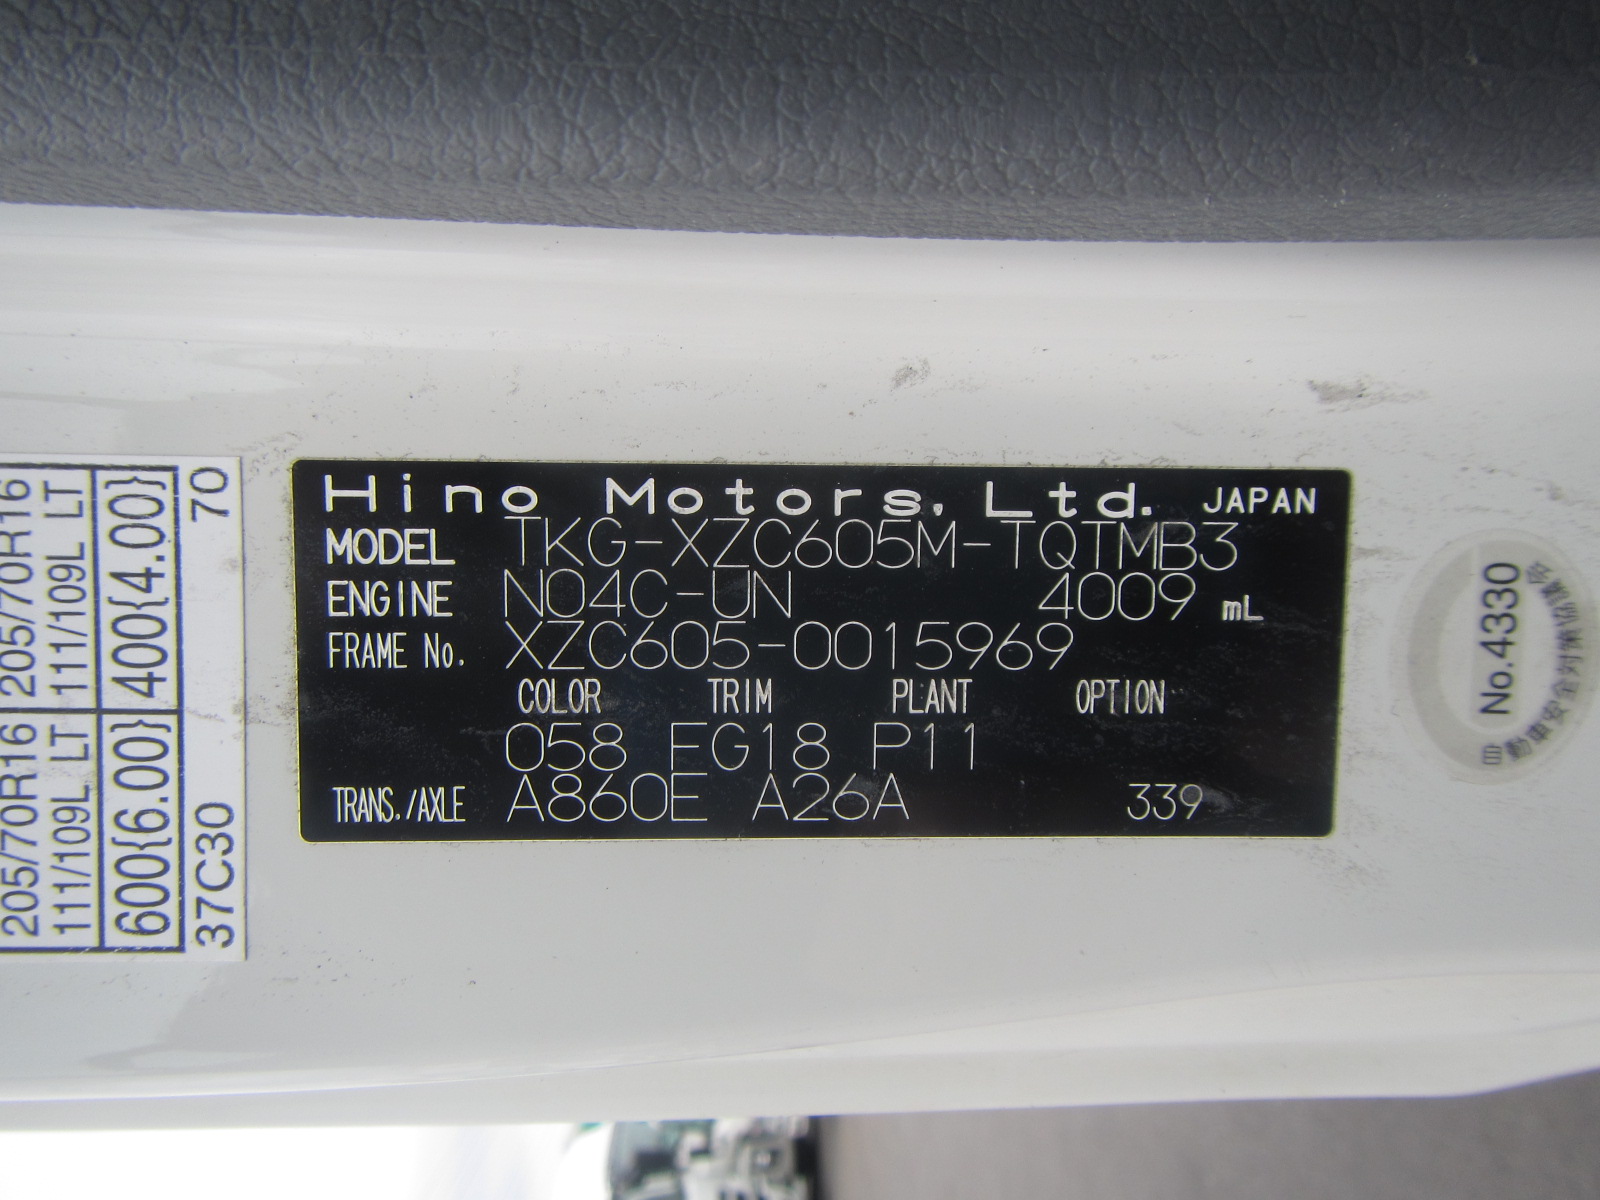 Hino Motors, Ltd. JAPAN
MODEL TKG-XZC605M-TQTMB3
ENGINE N04C-UN 4009 mL
FRAME No. XZC605-0015969
COLOR TRIM PLANT OPTION
058 FG18 P11
TRANS./AXLE A860E A26A 339
205/70R16 205/70R16
111/109L LT 111/109L LT
600{6.00} 400{4.00}
37C30 70
No.4330